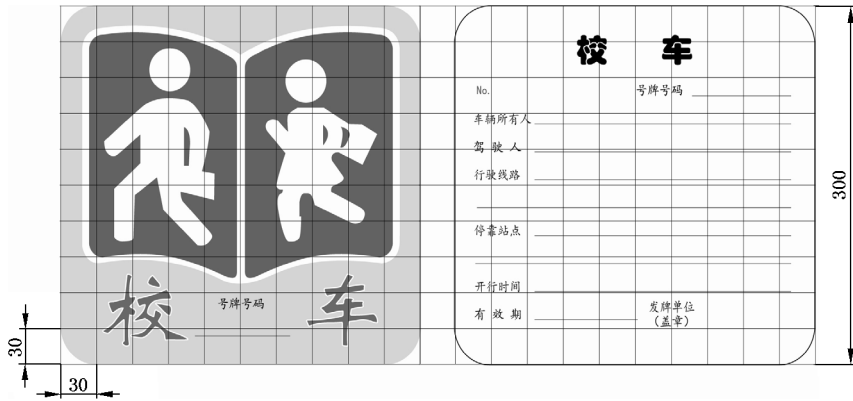 校 车
号牌号码
校 车
No.
号牌号码
车辆所有人
驾驶人
行驶线路
停靠站点
开行时间
有效期
发牌单位
(盖章)
300
30
30